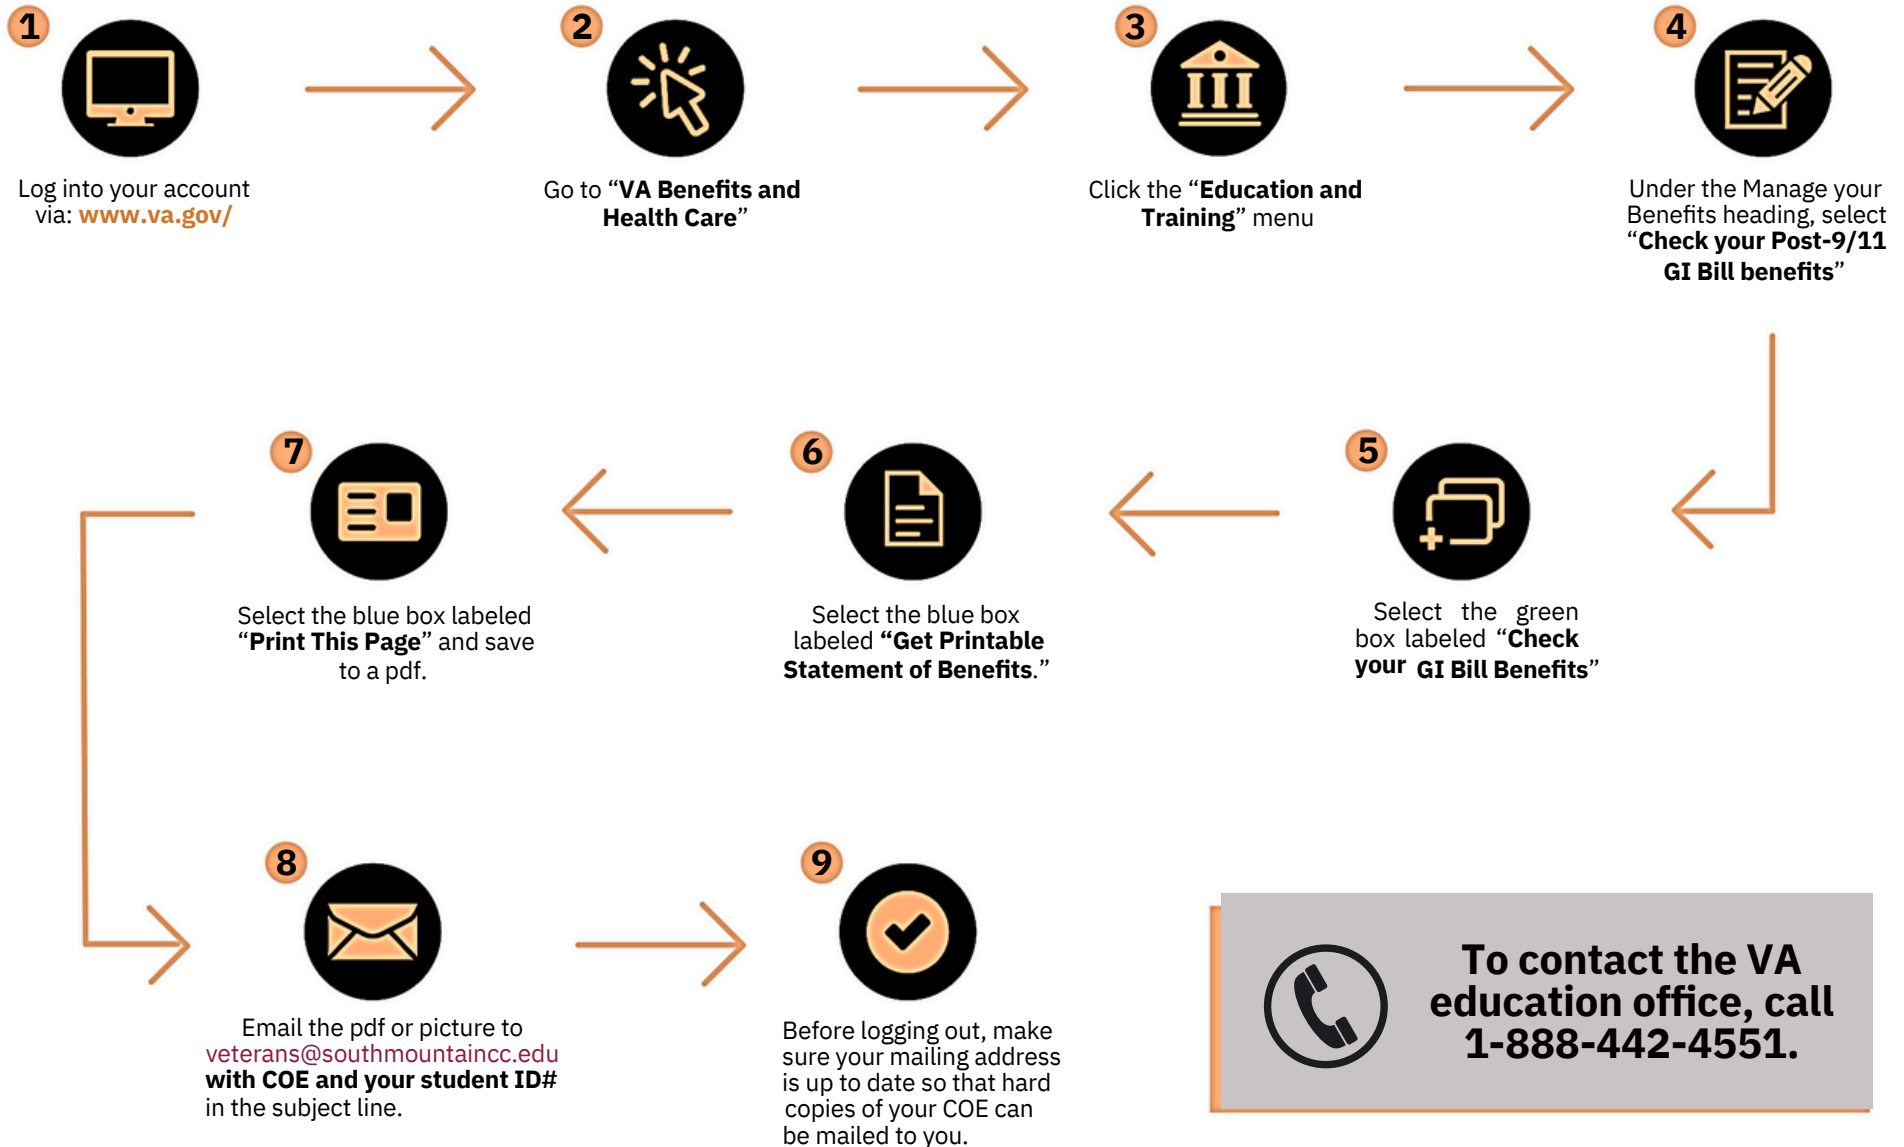 1
Log into your account
via: www.va.gov/
2
Go to “VA Benefits and
Health Care”
3
Click the “Education and
Training” menu
4
Under the Manage your
Benefits heading, select
“Check your Post-9/11
GI Bill benefits”
5
Select the green
box labeled “Check
your GI Bill Benefits”
6
Select the blue box
labeled “Get Printable
Statement of Benefits.”
7
Select the blue box labeled
“Print This Page” and save
to a pdf.
8
Email the pdf or picture to
veterans@southmountaincc.edu
with COE and your student ID#
in the subject line.
9
Before logging out, make
sure your mailing address
is up to date so that hard
copies of your COE can
be mailed to you.
To contact the VA
education office, call
1-888-442-4551.